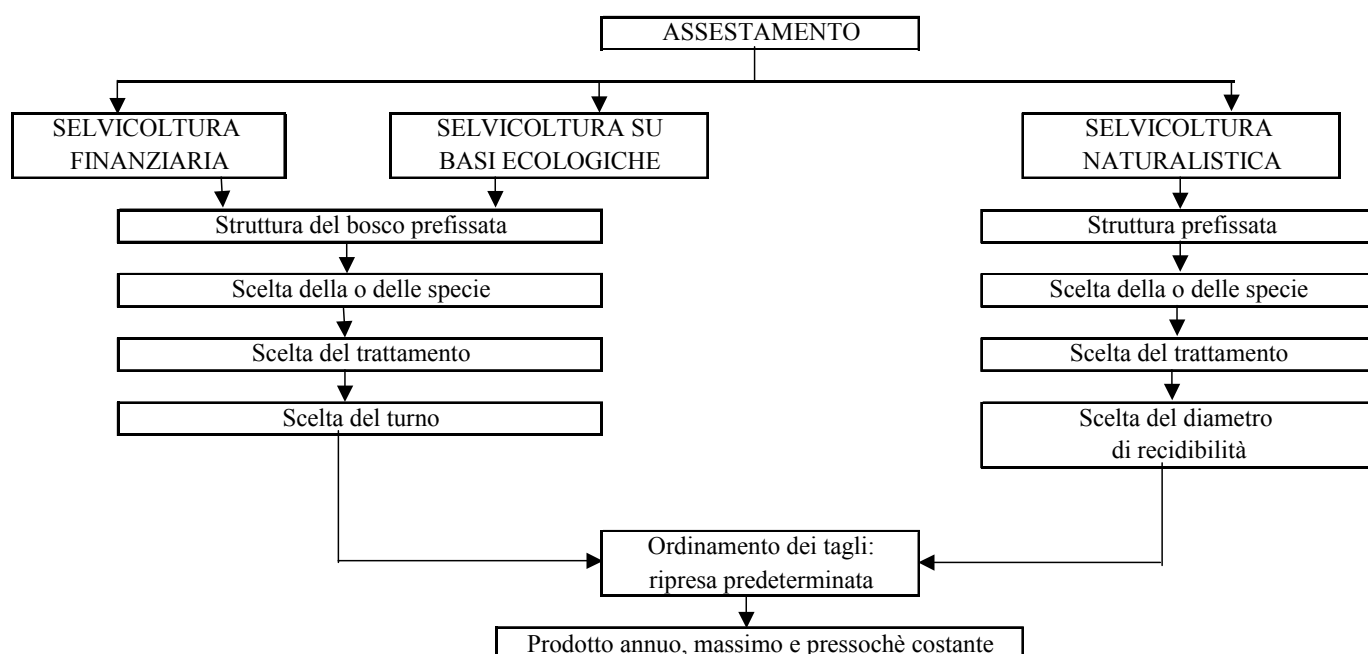 ASSESTAMENTO
SELVICOLTURA
FINANZIARIA
SELVICOLTURA SU
BASI ECOLOGICHE
SELVICOLTURA
NATURALISTICA
Struttura del bosco prefissata
Struttura prefissata
Scelta della o delle specie
Scelta della o delle specie
Scelta del trattamento
Scelta del trattamento
Scelta del turno
Scelta del diametro
di recidibilità
Ordinamento dei tagli:
ripresa predeterminata
Prodotto annuo, massimo e pressochè costante